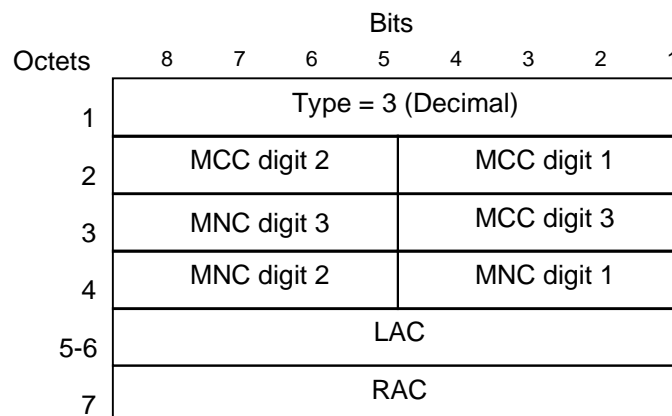 Bits
Octets 8 7 6 5 4 3 2 1
1 Type = 3 (Decimal)
2 MCC digit 2 MCC digit 1
3 MNC digit 3 MCC digit 3
4 MNC digit 2 MNC digit 1
5-6 LAC
7 RAC